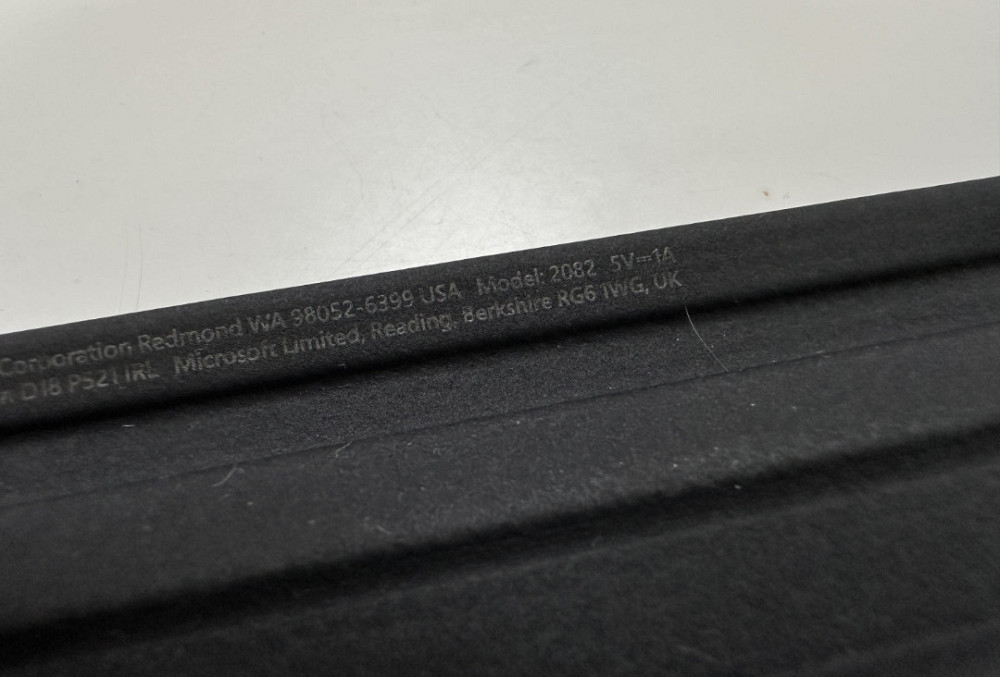 Corporation Redmond WA 98052-6399 USA Model: 2082 5V⎓1A
D18 P521 IRL Microsoft Limited, Reading, Berkshire RG6 1WG, UK